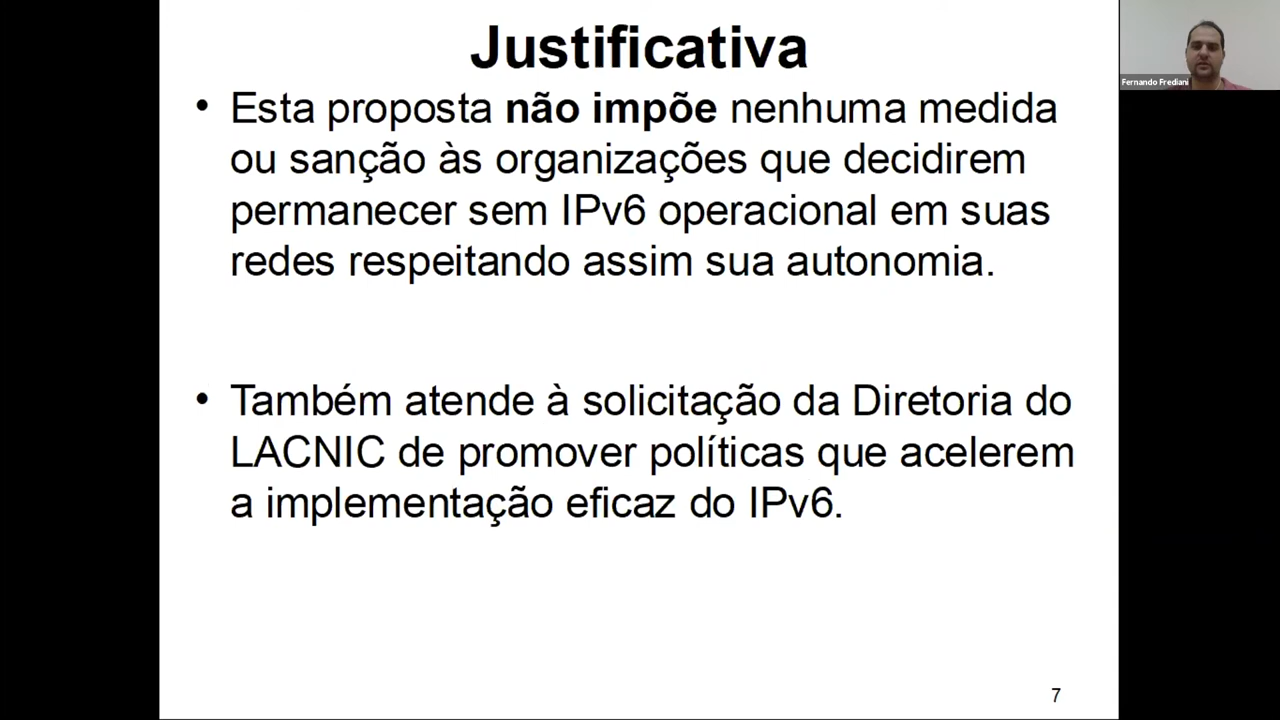 Justificativa
Fernando Frediani
• Esta proposta não impõe nenhuma medida
ou sanção às organizações que decidirem
permanecer sem IPv6 operacional em suas
redes respeitando assim sua autonomia.
• Também atende à solicitação da Diretoria do
LACNIC de promover políticas que acelerem
a implementação eficaz do IPv6.
7